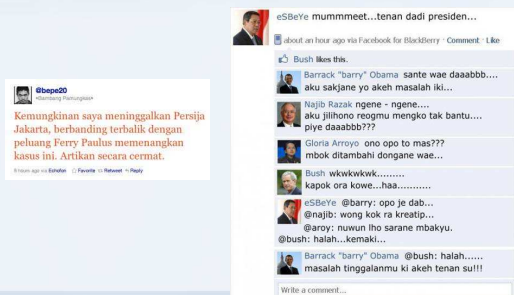 @bepe20
•Bambang Pamungkas•
Kemungkinan saya meninggalkan Persija
Jakarta, berbanding terbalik dengan
peluang Ferry Paulus memenangkan
kasus ini. Artikan secara cermat.
8 hours ago via Echofon Favorite Retweet Reply
eSBeYe mummmeet...tenan dadi presiden...
about an hour ago via Facebook for BlackBerry · Comment · Like
Bush likes this.
Barrack "barry" Obama sante wae daaabbb....
aku sakjane yo akeh masalah iki...
Najib Razak ngene - ngene....
aku jilihono reogmu mengko tak bantu....
piye daaabbb???
Gloria Arroyo ono opo to mas???
mbok ditambahi dongane wae...
Bush wkwkwkwk.........
kapok ora kowe...haa...........
eSBeYe @barry: opo je dab...
@najib: wong kok ra kreatip...
@aroy: nuwun lho sarane mbakyu.
@bush: halah...kemaki...
Barrack "barry" Obama @bush: halah......
masalah tinggalanmu ki akeh tenan su!!!
Write a comment...